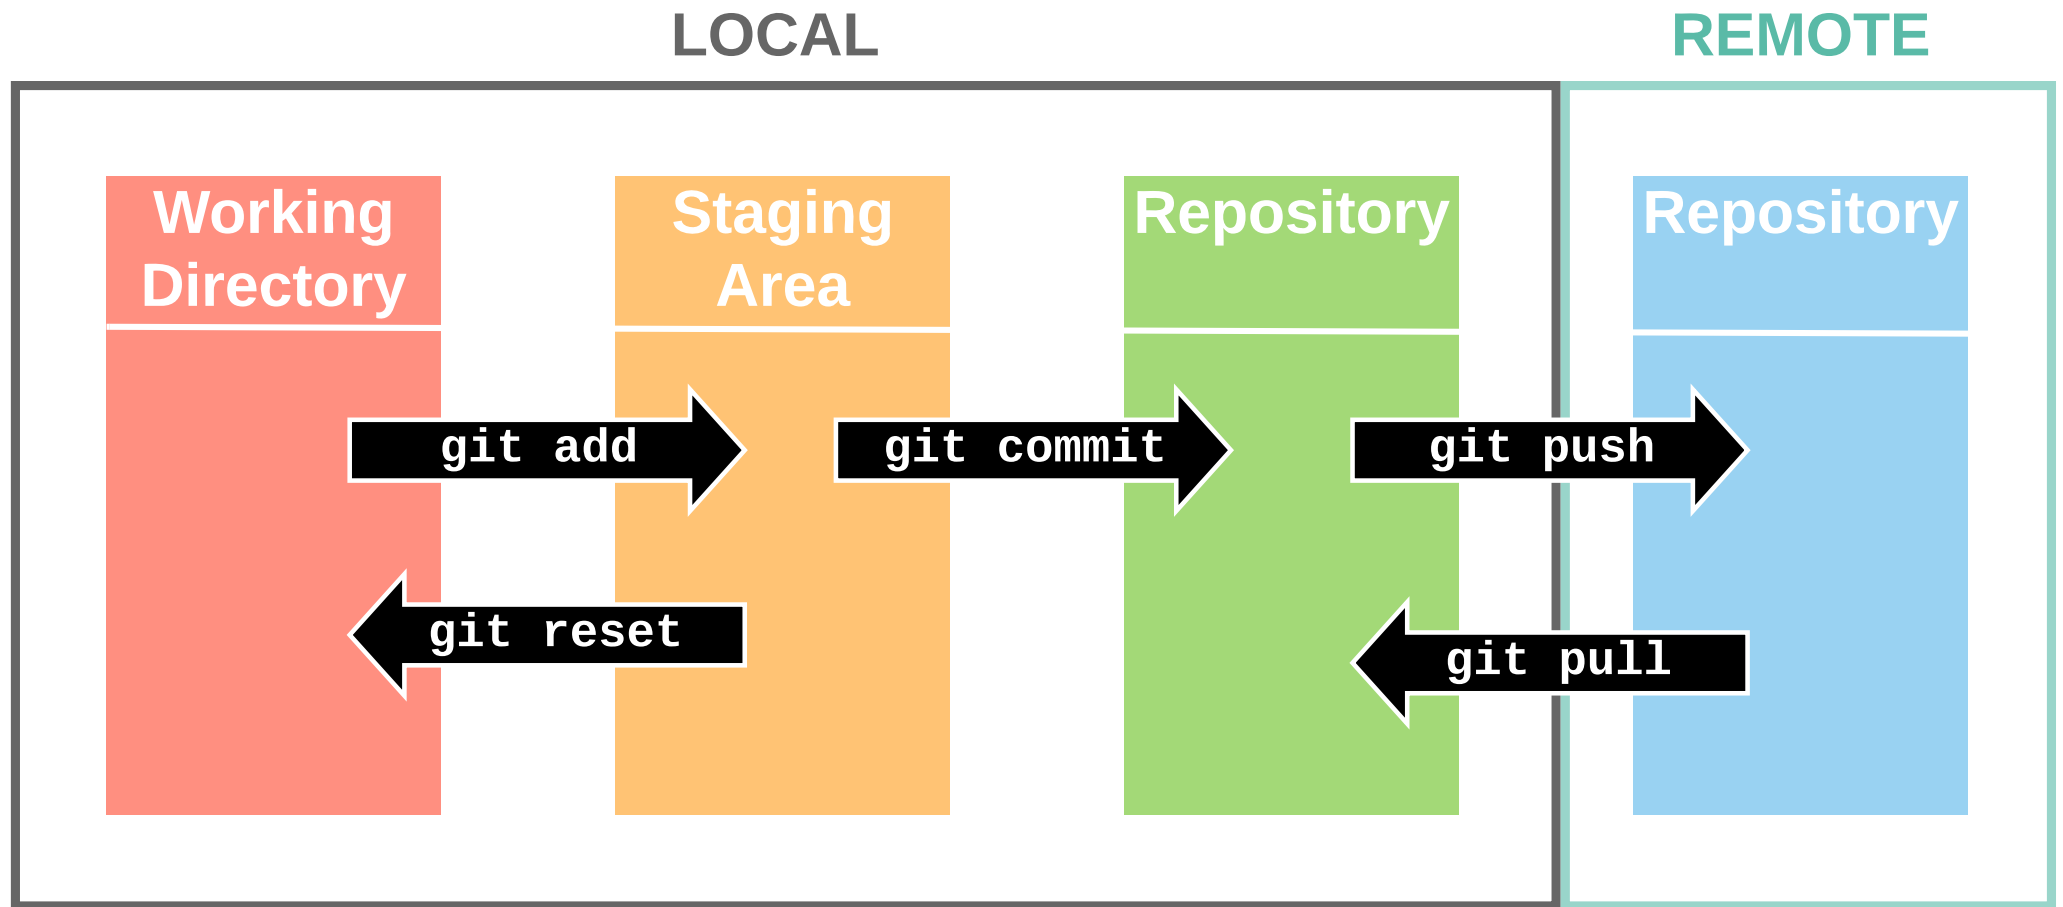 LOCAL
REMOTE
Working
Directory
Staging
Area
Repository
Repository
git add
git commit
git push
git reset
git pull